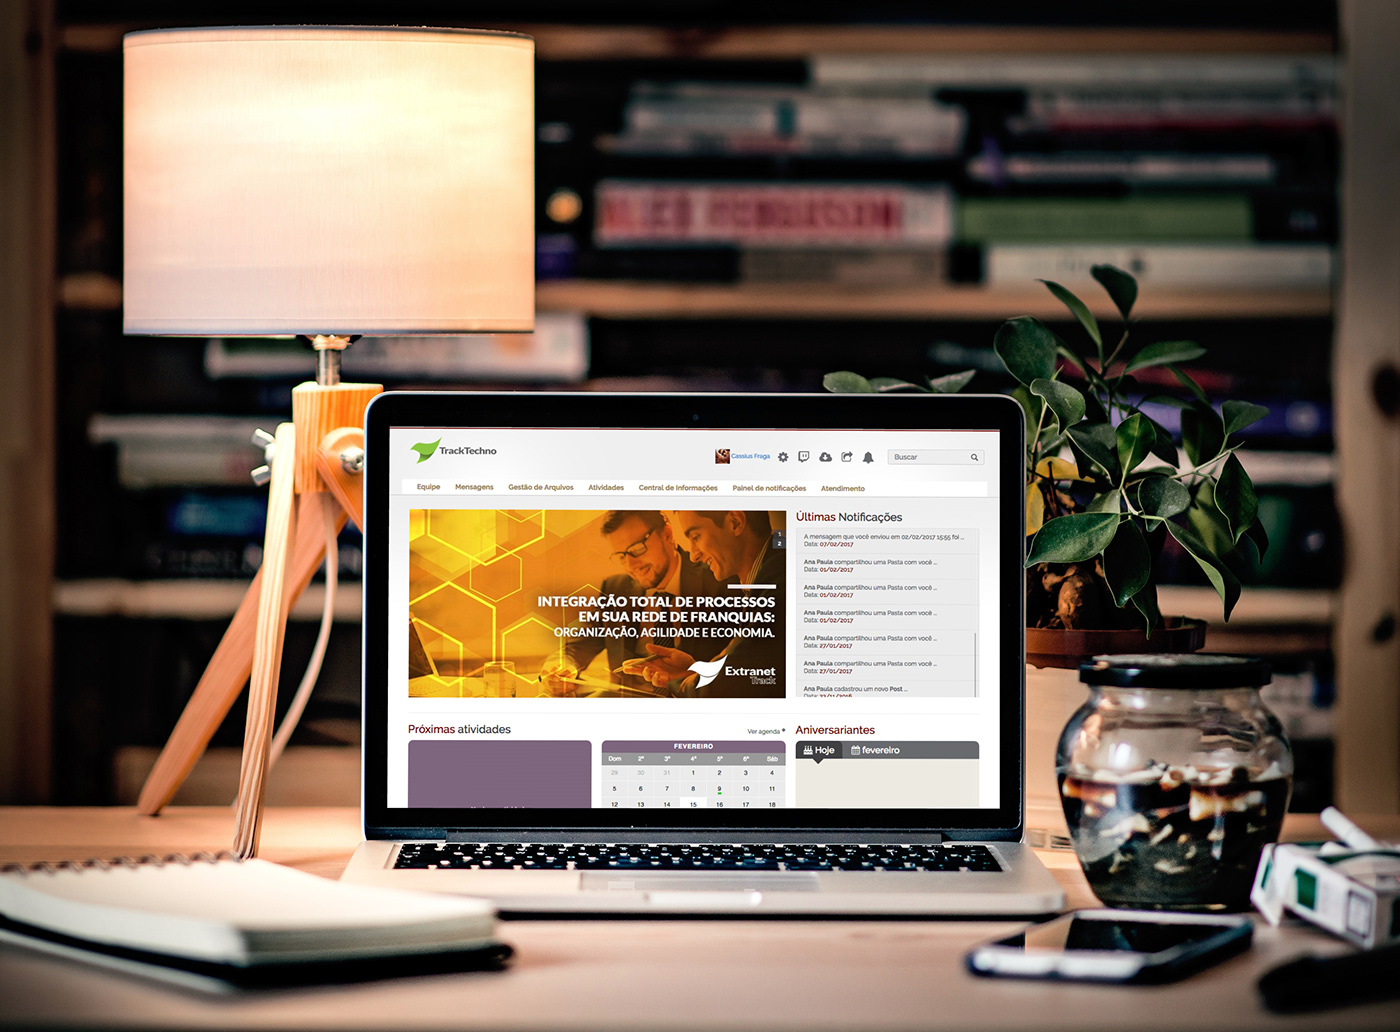 ALEX FERGUSON
TrackTechno
Cassius Fraga
Buscar
Equipe Mensagens Gestão de Arquivos Atividades Central de Informações Painel de notificações Atendimento
1
2
INTEGRAÇÃO TOTAL DE PROCESSOS
EM SUA REDE DE FRANQUIAS:
ORGANIZAÇÃO, AGILIDADE E ECONOMIA.
Extranet
Track
Últimas Notificações
A mensagem que você enviou em 02/02/2017 15:55 foi ...
Data: 07/02/2017
Ana Paula compartilhou uma Pasta com você ...
Data: 01/02/2017
Ana Paula compartilhou uma Pasta com você ...
Data: 01/02/2017
Ana Paula compartilhou uma Pasta com você ...
Data: 01/02/2017
Ana Paula compartilhou uma Pasta com você ...
Data: 27/01/2017
Ana Paula compartilhou uma Pasta com você ...
Data: 27/01/2017
Ana Paula cadastrou um novo Post ...
Data: 22/11/2016
Próximas atividades
Ver agenda +
FEVEREIRO
Dom 2ª 3ª 4ª 5ª 6ª Sáb
29 30 31 1 2 3 4
5 6 7 8 9 10 11
12 13 14 15 16 17 18
Aniversariantes
Hoje fevereiro